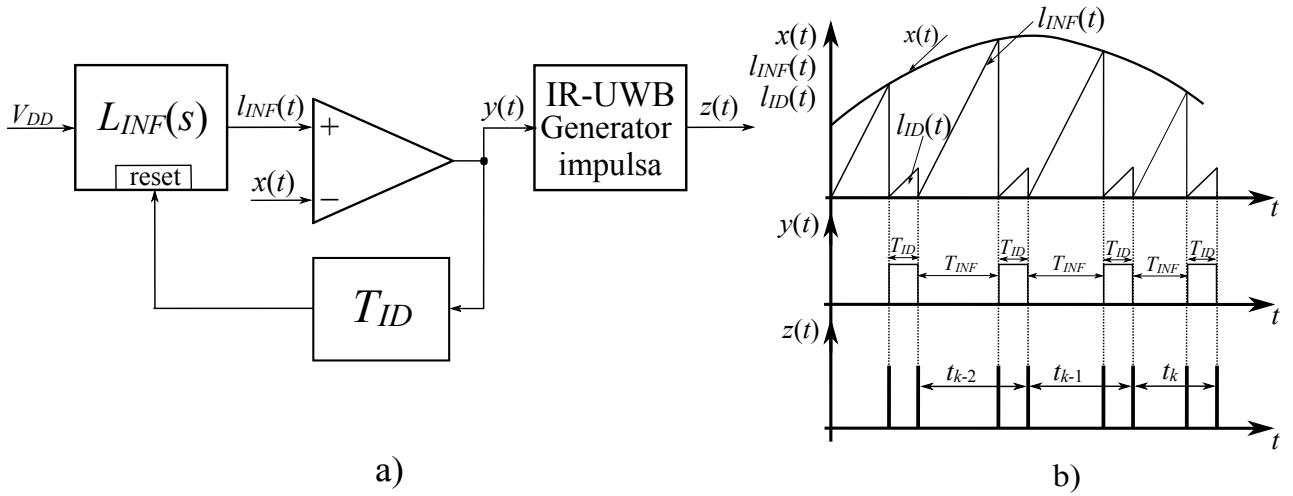 V_DD
L_INF(s)
reset
l_INF(t)
+
x(t)
−
y(t)
IR-UWB
Generator
impulsa
z(t)
T_ID
a)
x(t)
l_INF(t)
l_ID(t)
x(t)
l_INF(t)
l_ID(t)
t
y(t)
T_ID
T_INF
T_ID
T_INF
T_ID
T_INF
T_ID
t
z(t)
t_k-2
t_k-1
t_k
t
b)